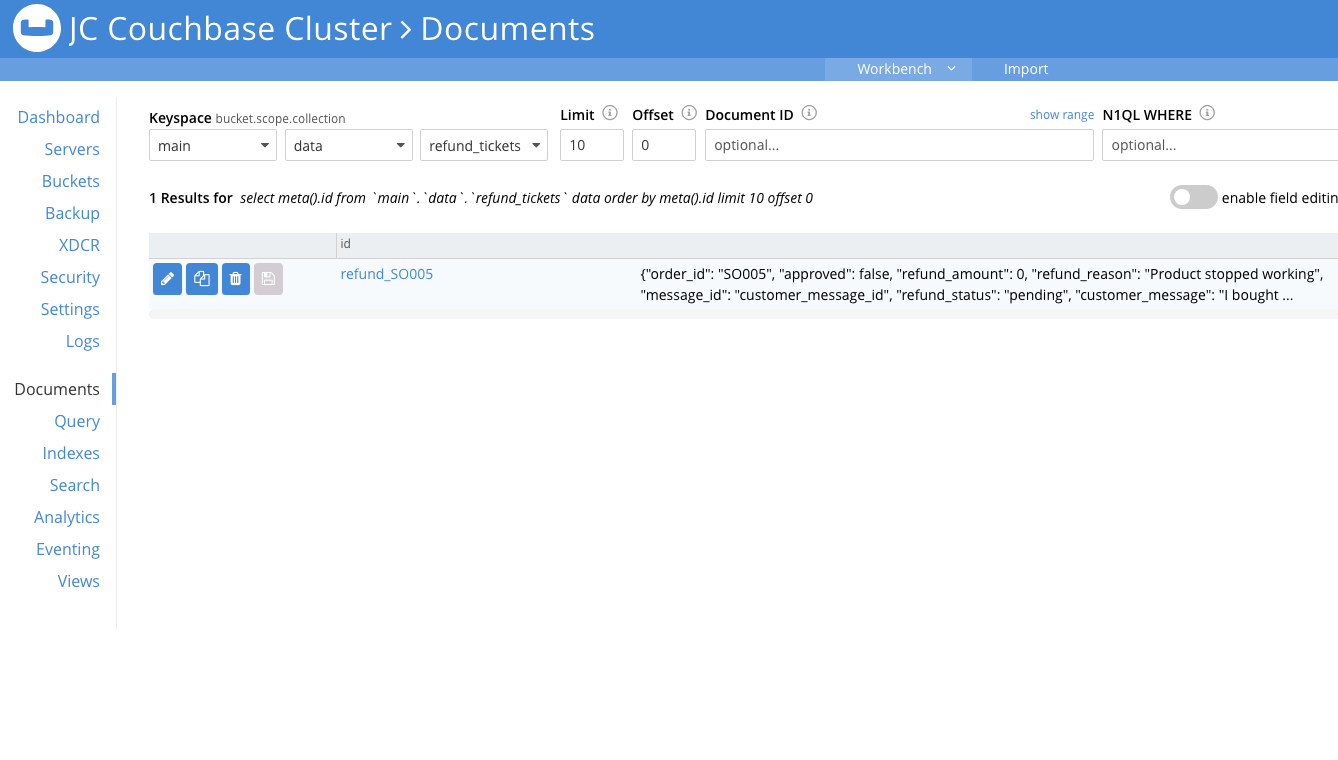 JC Couchbase Cluster > Documents
Workbench
Import
Dashboard
Servers
Buckets
Backup
XDCR
Security
Settings
Logs
Documents
Query
Indexes
Search
Analytics
Eventing
Views
Keyspace bucket.scope.collection
main
data
refund_tickets
Limit
10
Offset
0
Document ID
show range
optional...
N1QL WHERE
optional...
1 Results for select meta().id from `main`.`data`.`refund_tickets` data order by meta().id limit 10 offset 0
enable field editin
id
refund_SO005
{"order_id": "SO005", "approved": false, "refund_amount": 0, "refund_reason": "Product stopped working",
"message_id": "customer_message_id", "refund_status": "pending", "customer_message": "I bought ...